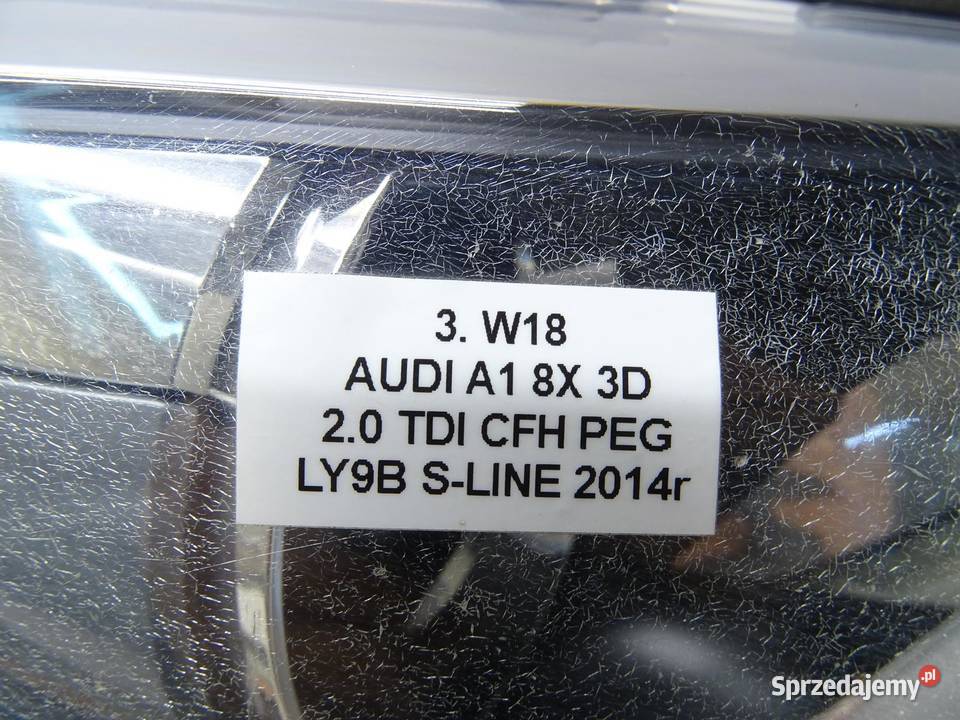 3. W18
AUDI A1 8X 3D
2.0 TDI CFH PEG
LY9B S-LINE 2014r
Sprzedajemy.pl